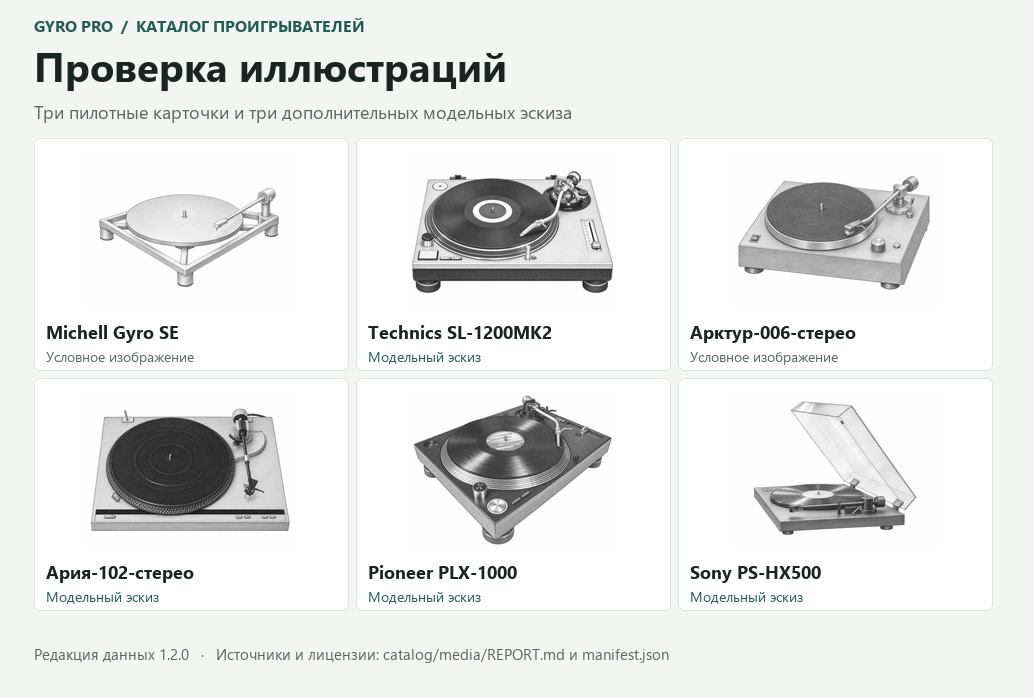 GYRO PRO / КАТАЛОГ ПРОИГРЫВАТЕЛЕЙ
Проверка иллюстраций
Три пилотные карточки и три дополнительных модельных эскиза
Michell Gyro SE
Условное изображение
Technics SL-1200MK2
Модельный эскиз
Арктур-006-стерео
Условное изображение
Ария-102-стерео
Модельный эскиз
Pioneer PLX-1000
Модельный эскиз
Sony PS-HX500
Модельный эскиз
Редакция данных 1.2.0 · Источники и лицензии: catalog/media/REPORT.md и manifest.json